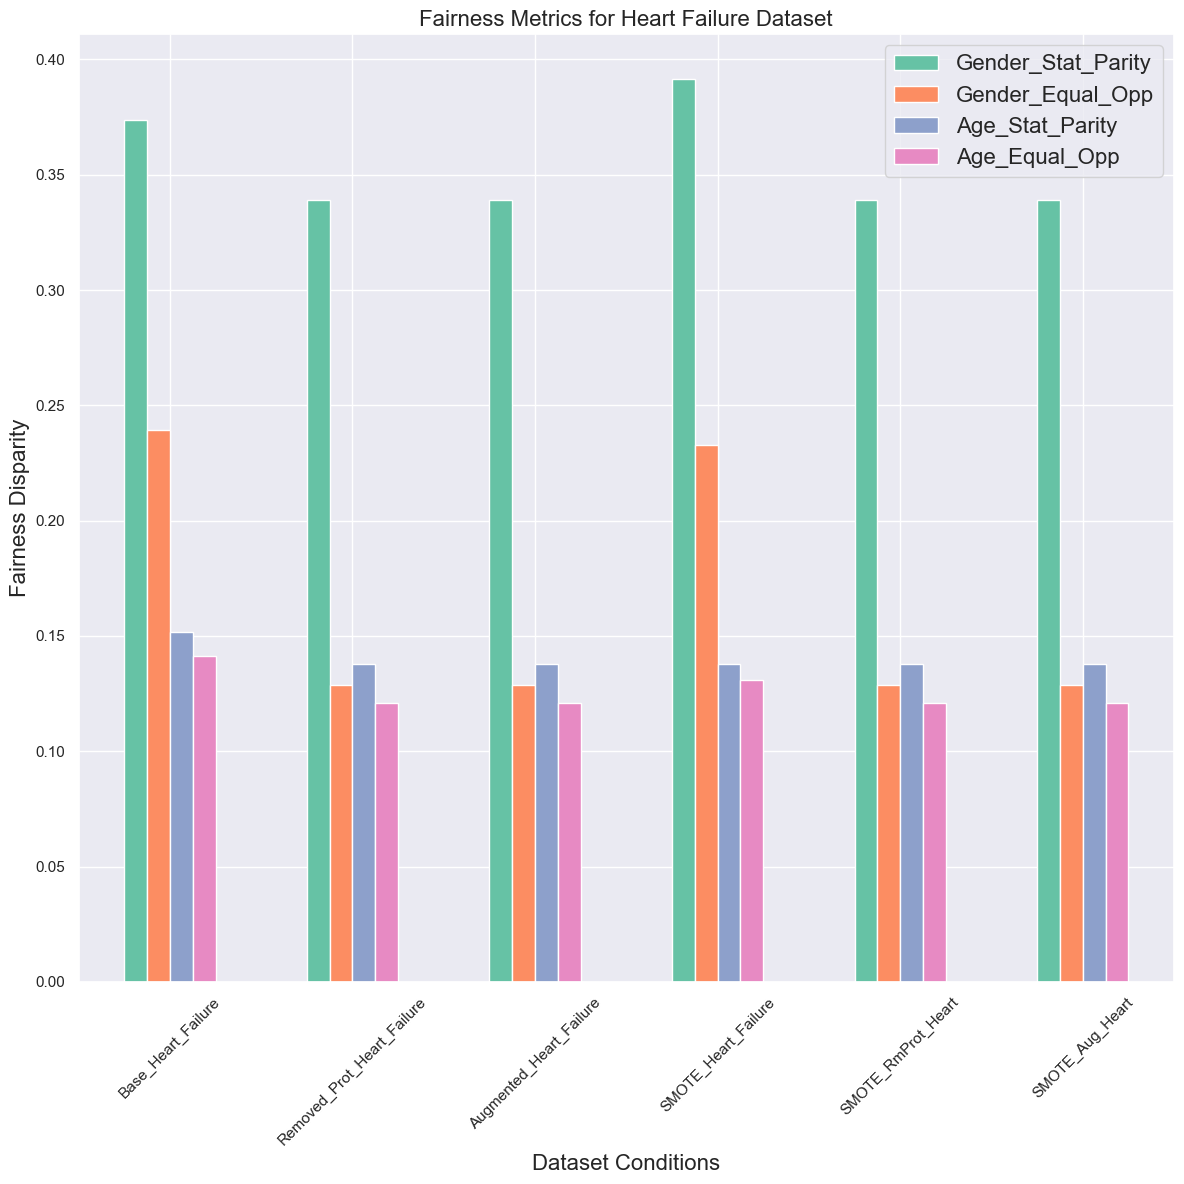 Fairness Metrics for Heart Failure Dataset
Gender_Stat_Parity
Gender_Equal_Opp
Age_Stat_Parity
Age_Equal_Opp
Fairness Disparity
0.40
0.35
0.30
0.25
0.20
0.15
0.10
0.05
0.00
Base_Heart_Failure
Removed_Prot_Heart_Failure
Augmented_Heart_Failure
SMOTE_Heart_Failure
SMOTE_RmProt_Heart
SMOTE_Aug_Heart
Dataset Conditions